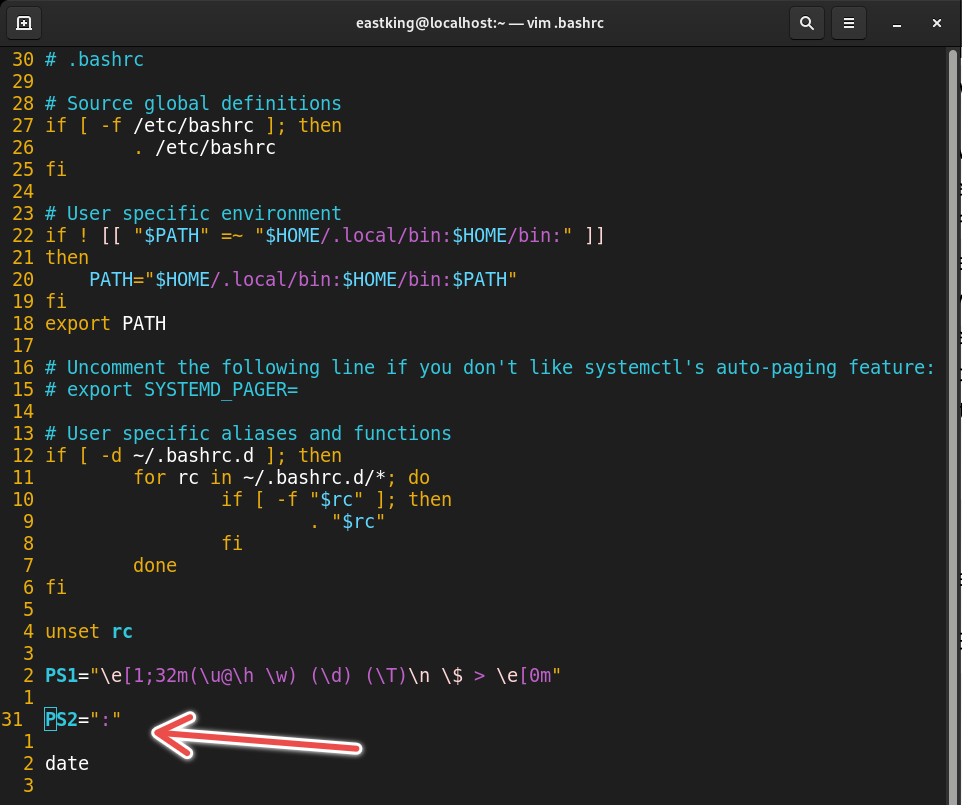 eastking@localhost:~ — vim .bashrc
30 # .bashrc
29
28 # Source global definitions
27 if [ -f /etc/bashrc ]; then
26         . /etc/bashrc
25 fi
24
23 # User specific environment
22 if ! [[ "$PATH" =~ "$HOME/.local/bin:$HOME/bin:" ]]
21 then
20     PATH="$HOME/.local/bin:$HOME/bin:$PATH"
19 fi
18 export PATH
17
16 # Uncomment the following line if you don't like systemctl's auto-paging feature:
15 # export SYSTEMD_PAGER=
14
13 # User specific aliases and functions
12 if [ -d ~/.bashrc.d ]; then
11         for rc in ~/.bashrc.d/*; do
10                 if [ -f "$rc" ]; then
9                         . "$rc"
8                 fi
7         done
6 fi
5
4 unset rc
3
2 PS1="\e[1;32m(\u@\h \w) (\d) (\T)\n \$ > \e[0m"
1
31 PS2=":"
1
2 date
3